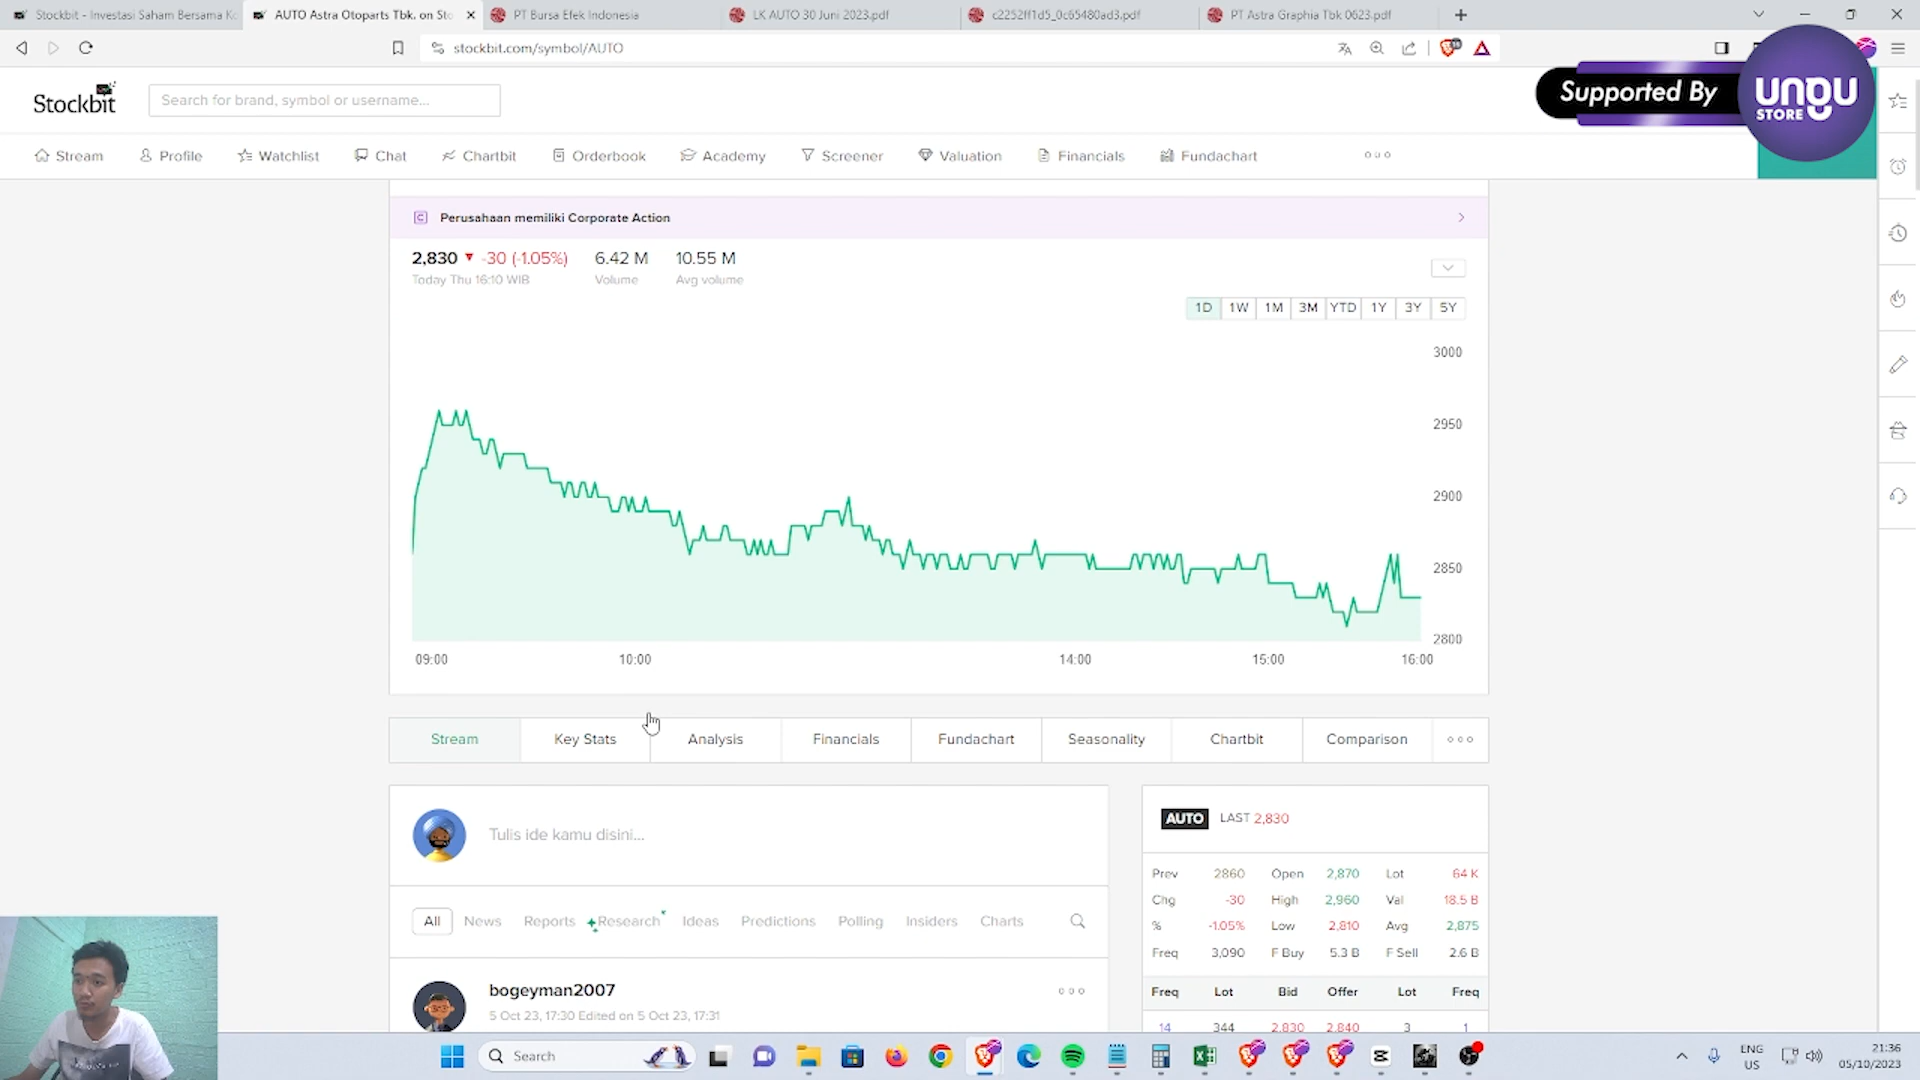 Stockbit - Investasi Saham Bersama Ko
AUTO Astra Otoparts Tbk. on Sto
PT Bursa Efek Indonesia
LK AUTO 30 Juni 2023.pdf
c2252ff1d5_0c65480ad3.pdf
PT Astra Graphia Tbk 0623.pdf
stockbit.com/symbol/AUTO
Supported By
UNGU
STORE
Stockbit
Search for brand, symbol or username...
Stream
Profile
Watchlist
Chat
Chartbit
Orderbook
Academy
Screener
Valuation
Financials
Fundachart
Perusahaan memiliki Corporate Action
2,830 ▼ -30 (-1.05%)
6.42 M
10.55 M
Today Thu 16:10 WIB
Volume
Avg volume
1D 1W 1M 3M YTD 1Y 3Y 5Y
3000
2950
2900
2850
2800
09:00 10:00 14:00 15:00 16:00
Stream
Key Stats
Analysis
Financials
Fundachart
Seasonality
Chartbit
Comparison
Tulis ide kamu disini...
AUTO LAST 2,830
Prev 2860 Open 2,870 Lot 64 K
Chg -30 High 2,960 Val 18.5 B
% -1.05% Low 2,810 Avg 2,875
Freq 3,090 F Buy 5.3 B F Sell 2.6 B
Freq Lot Bid Offer Lot Freq
14 344 2,830 2,840 3 1
All News Reports Research Ideas Predictions Polling Insiders Charts
bogeyman2007
5 Oct 23, 17:30 Edited on 5 Oct 23, 17:31
Search
ENG
US
21:36
05/10/2023